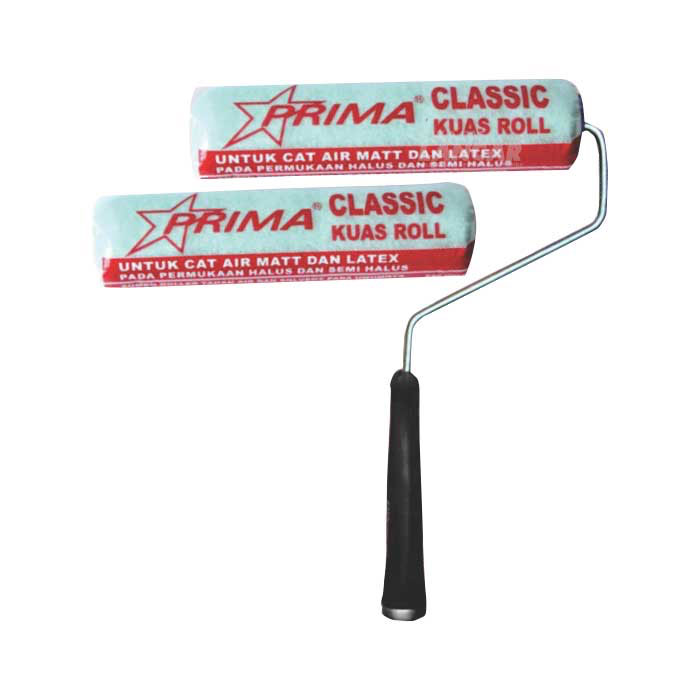 PRIMA® CLASSIC
KUAS ROLL
UNTUK CAT AIR MATT DAN LATEX
PADA PERMUKAAN HALUS DAN SEMI HALUS
PRIMA® CLASSIC
KUAS ROLL
UNTUK CAT AIR MATT DAN LATEX
PADA PERMUKAAN HALUS DAN SEMI HALUS